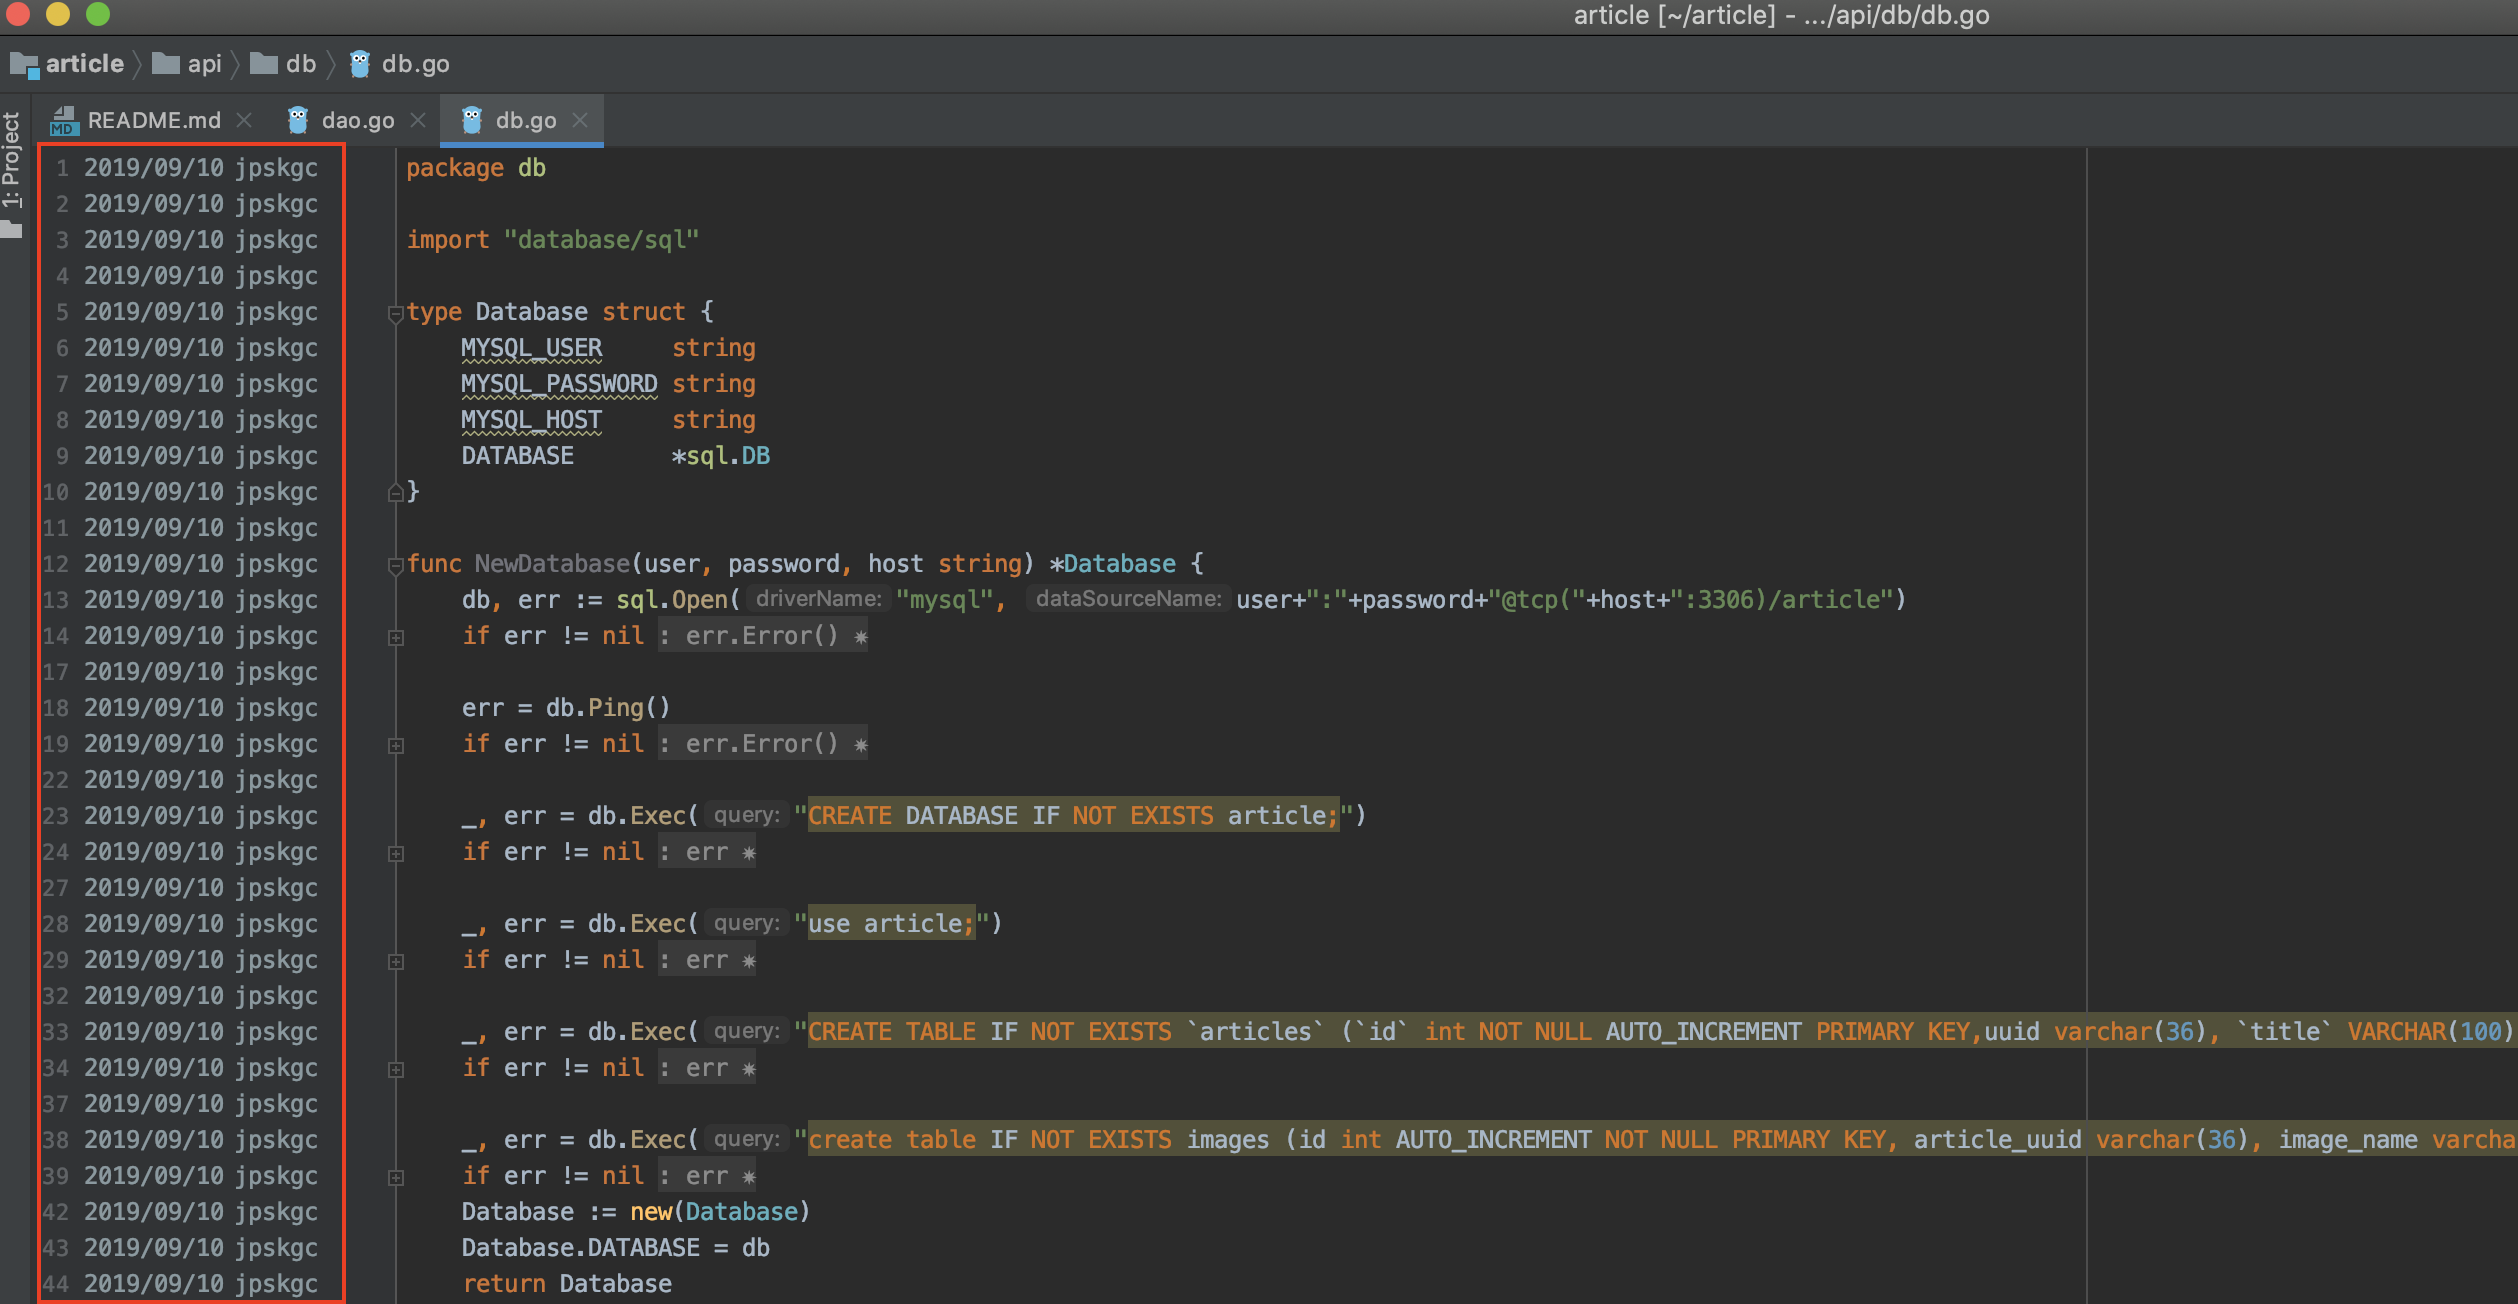 article [~/article] - .../api/db/db.go
article api db db.go
1: Project
README.md dao.go db.go
1 2019/09/10 jpskgc package db
2 2019/09/10 jpskgc
3 2019/09/10 jpskgc import "database/sql"
4 2019/09/10 jpskgc
5 2019/09/10 jpskgc type Database struct {
6 2019/09/10 jpskgc MYSQL_USER string
7 2019/09/10 jpskgc MYSQL_PASSWORD string
8 2019/09/10 jpskgc MYSQL_HOST string
9 2019/09/10 jpskgc DATABASE *sql.DB
10 2019/09/10 jpskgc }
11 2019/09/10 jpskgc
12 2019/09/10 jpskgc func NewDatabase(user, password, host string) *Database {
13 2019/09/10 jpskgc db, err := sql.Open( driverName: "mysql", dataSourceName: user+":"+password+"@tcp("+host+":3306)/article")
14 2019/09/10 jpskgc if err != nil : err.Error() *
17 2019/09/10 jpskgc
18 2019/09/10 jpskgc err = db.Ping()
19 2019/09/10 jpskgc if err != nil : err.Error() *
22 2019/09/10 jpskgc
23 2019/09/10 jpskgc _, err = db.Exec( query: "CREATE DATABASE IF NOT EXISTS article;")
24 2019/09/10 jpskgc if err != nil : err *
27 2019/09/10 jpskgc
28 2019/09/10 jpskgc _, err = db.Exec( query: "use article;")
29 2019/09/10 jpskgc if err != nil : err *
32 2019/09/10 jpskgc
33 2019/09/10 jpskgc _, err = db.Exec( query: "CREATE TABLE IF NOT EXISTS `articles` (`id` int NOT NULL AUTO_INCREMENT PRIMARY KEY,uuid varchar(36), `title` VARCHAR(100)
34 2019/09/10 jpskgc if err != nil : err *
37 2019/09/10 jpskgc
38 2019/09/10 jpskgc _, err = db.Exec( query: "create table IF NOT EXISTS images (id int AUTO_INCREMENT NOT NULL PRIMARY KEY, article_uuid varchar(36), image_name varcha
39 2019/09/10 jpskgc if err != nil : err *
42 2019/09/10 jpskgc Database := new(Database)
43 2019/09/10 jpskgc Database.DATABASE = db
44 2019/09/10 jpskgc return Database